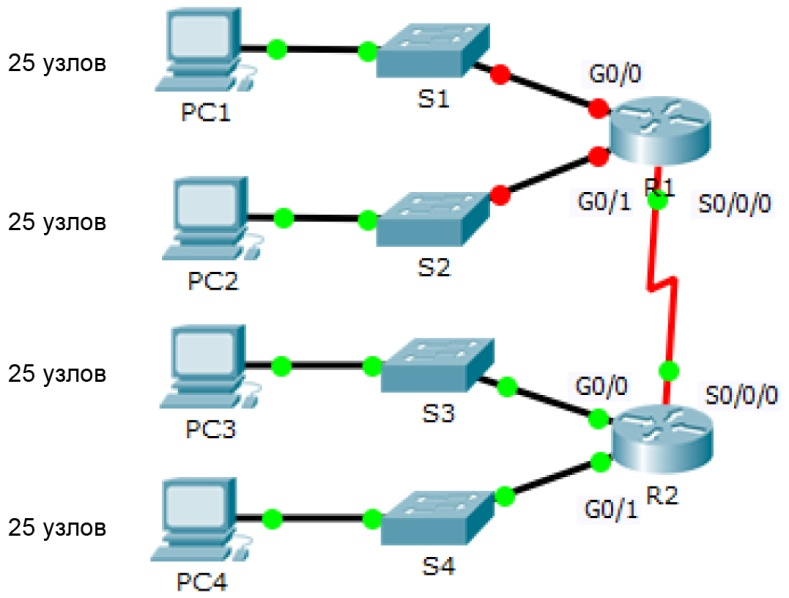 25 узлов
PC1
S1
G0/0
R1
25 узлов
PC2
S2
G0/1
S0/0/0
25 узлов
PC3
S3
G0/0
S0/0/0
R2
25 узлов
PC4
S4
G0/1